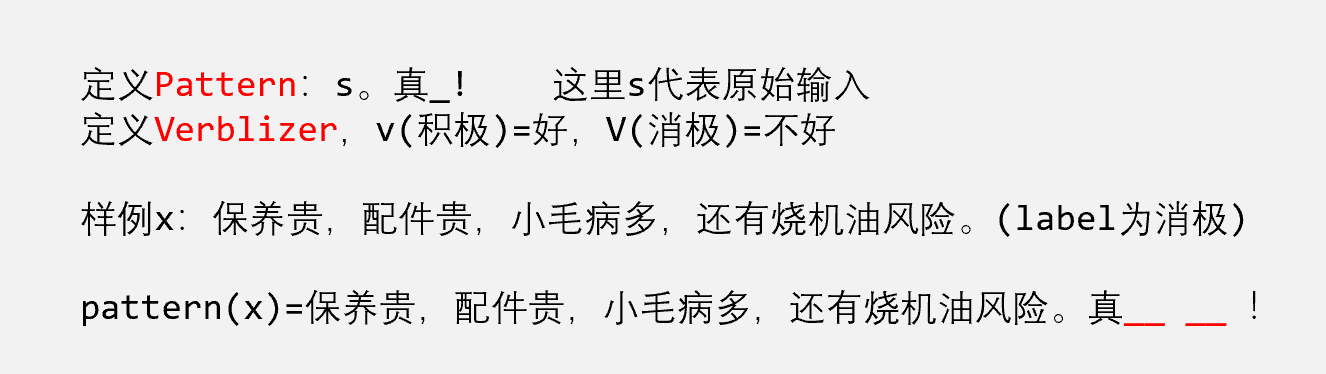 定义Pattern：s。真_!    这里s代表原始输入
定义Verblizer，v(积极)=好，V(消极)=不好
样例x：保养贵，配件贵，小毛病多，还有烧机油风险。(label为消极)
pattern(x)=保养贵，配件贵，小毛病多，还有烧机油风险。真__ __ ！